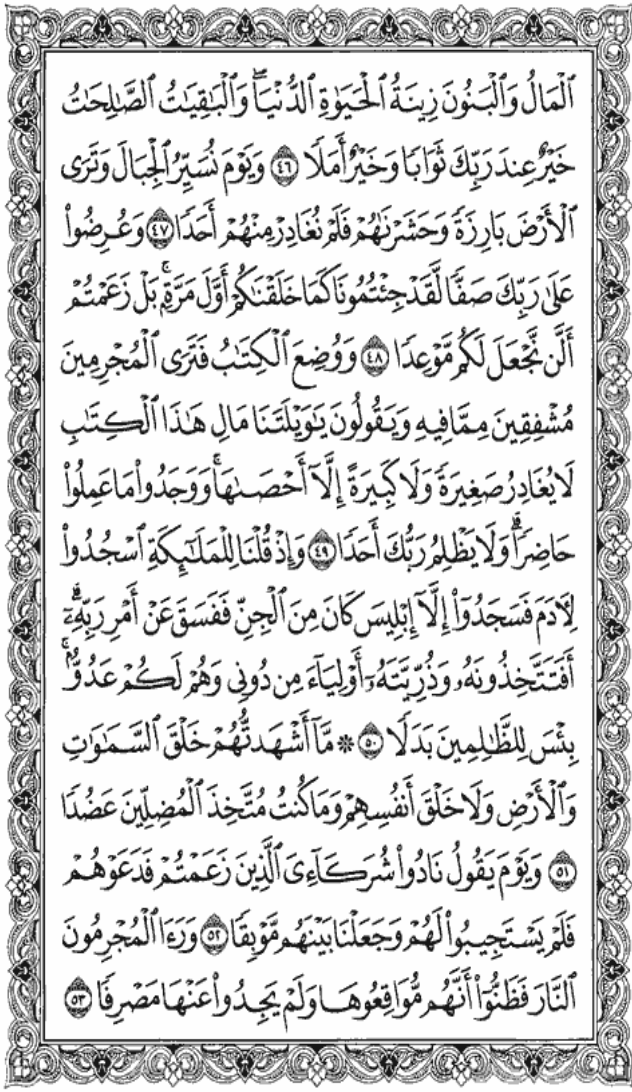 ٱلْمَالُ وَٱلْبَنُونَ زِينَةُ ٱلْحَيَوٰةِ ٱلدُّنْيَا ۖ وَٱلْبَٰقِيَٰتُ ٱلصَّٰلِحَٰتُ
خَيْرٌ عِندَ رَبِّكَ ثَوَابًا وَخَيْرٌ أَمَلًا ٤٦ وَيَوْمَ نُسَيِّرُ ٱلْجِبَالَ وَتَرَى
ٱلْأَرْضَ بَارِزَةً وَحَشَرْنَٰهُمْ فَلَمْ نُغَادِرْ مِنْهُمْ أَحَدًا ٤٧ وَعُرِضُوا۟
عَلَىٰ رَبِّكَ صَفًّا لَّقَدْ جِئْتُمُونَا كَمَا خَلَقْنَٰكُمْ أَوَّلَ مَرَّةٍۭ ۚ بَلْ زَعَمْتُمْ
أَلَّن نَّجْعَلَ لَكُم مَّوْعِدًا ٤٨ وَوُضِعَ ٱلْكِتَٰبُ فَتَرَى ٱلْمُجْرِمِينَ
مُشْفِقِينَ مِمَّا فِيهِ وَيَقُولُونَ يَٰوَيْلَتَنَا مَالِ هَٰذَا ٱلْكِتَٰبِ
لَا يُغَادِرُ صَغِيرَةً وَلَا كَبِيرَةً إِلَّآ أَحْصَىٰهَا ۚ وَوَجَدُوا۟ مَا عَمِلُوا۟
حَاضِرًا ۗ وَلَا يَظْلِمُ رَبُّكَ أَحَدًا ٤٩ وَإِذْ قُلْنَا لِلْمَلَٰٓئِكَةِ ٱسْجُدُوا۟
لِـَٔادَمَ فَسَجَدُوٓا۟ إِلَّآ إِبْلِيسَ كَانَ مِنَ ٱلْجِنِّ فَفَسَقَ عَنْ أَمْرِ رَبِّهِۦٓ ۗ
أَفَتَتَّخِذُونَهُۥ وَذُرِّيَّتَهُۥٓ أَوْلِيَآءَ مِن دُونِى وَهُمْ لَكُمْ عَدُوٌّۢ ۚ
بِئْسَ لِلظَّٰلِمِينَ بَدَلًا ٥٠ ۞ مَّآ أَشْهَدتُّهُمْ خَلْقَ ٱلسَّمَٰوَٰتِ
وَٱلْأَرْضِ وَلَا خَلْقَ أَنفُسِهِمْ وَمَا كُنتُ مُتَّخِذَ ٱلْمُضِلِّينَ عَضُدًا
٥١ وَيَوْمَ يَقُولُ نَادُوا۟ شُرَكَآءِىَ ٱلَّذِينَ زَعَمْتُمْ فَدَعَوْهُمْ
فَلَمْ يَسْتَجِيبُوا۟ لَهُمْ وَجَعَلْنَا بَيْنَهُم مَّوْبِقًا ٥٢ وَرَءَا ٱلْمُجْرِمُونَ
ٱلنَّارَ فَظَنُّوٓا۟ أَنَّهُم مُّوَاقِعُوهَا وَلَمْ يَجِدُوا۟ عَنْهَا مَصْرِفًا ٥٣